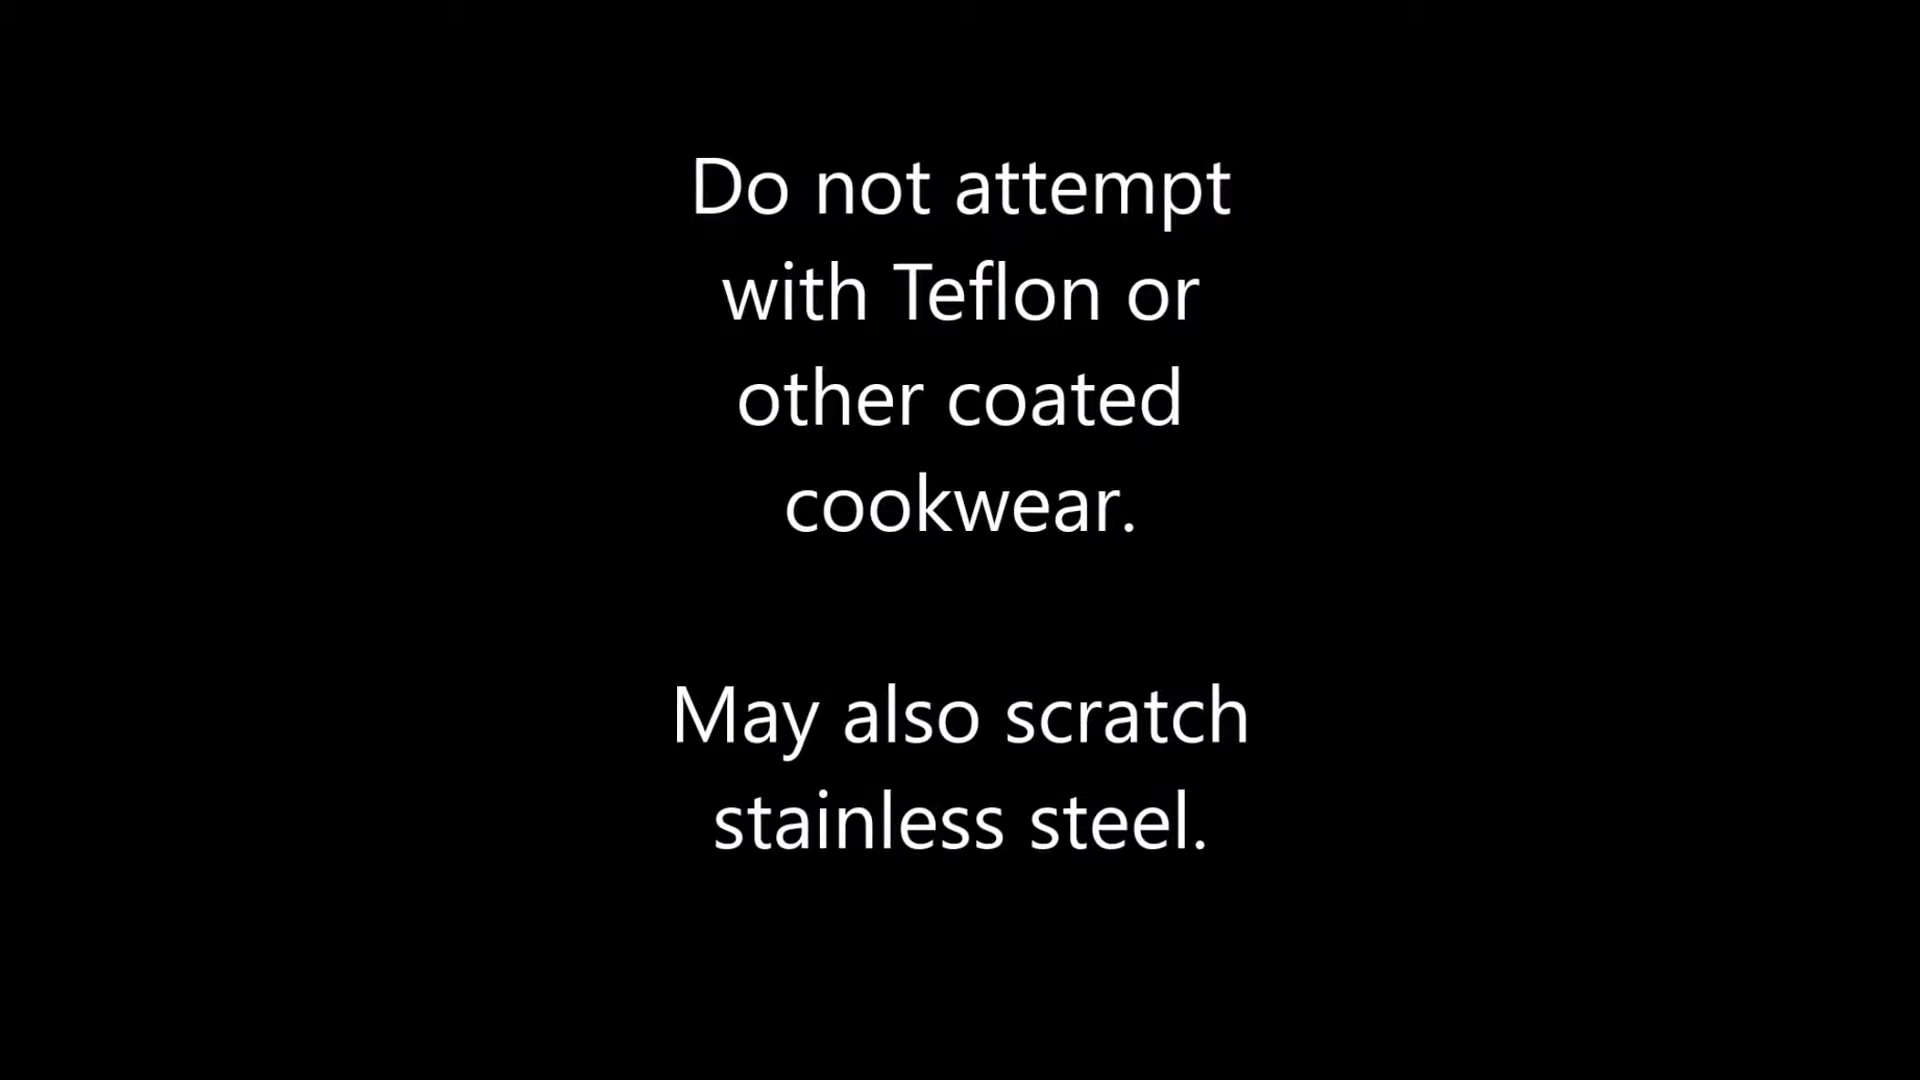 Do not attempt
with Teflon or
other coated
cookwear.
May also scratch
stainless steel.